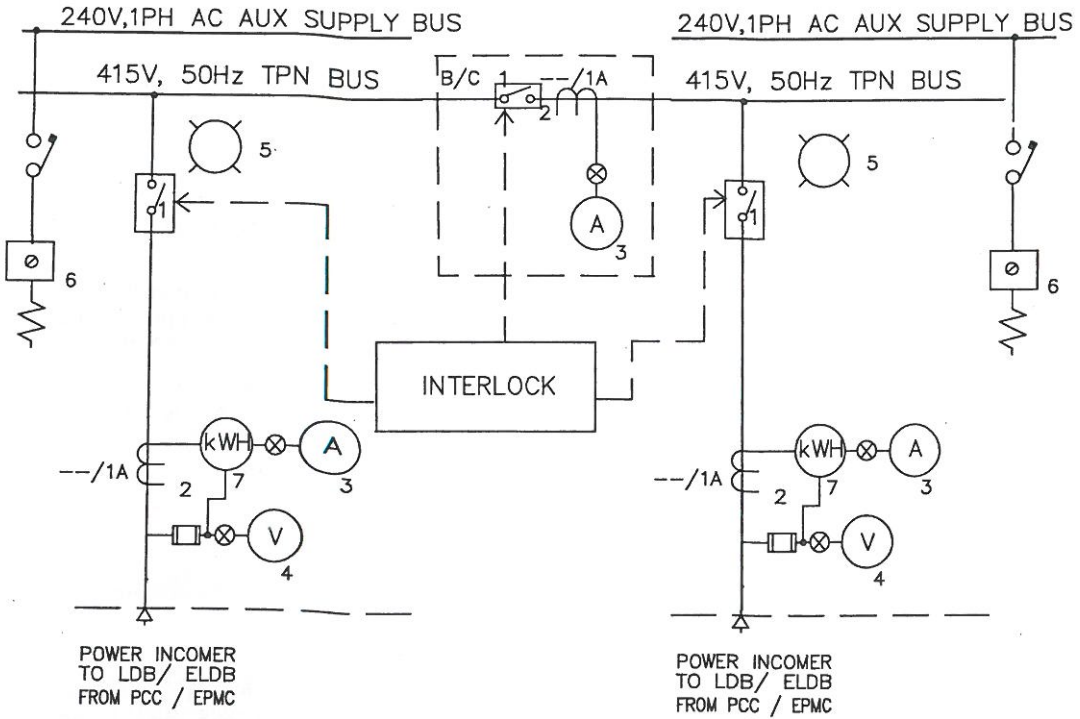 240V,1PH AC AUX SUPPLY BUS
240V,1PH AC AUX SUPPLY BUS
415V, 50Hz TPN BUS
B/C
1
--/1A
2
415V, 50Hz TPN BUS
5
5
1
A
3
1
6
6
INTERLOCK
kWH
A
--/1A
2
7
3
V
4
kWH
A
--/1A
2
7
3
V
4
POWER INCOMER
TO LDB/ ELDB
FROM PCC / EPMC
POWER INCOMER
TO LDB/ ELDB
FROM PCC / EPMC